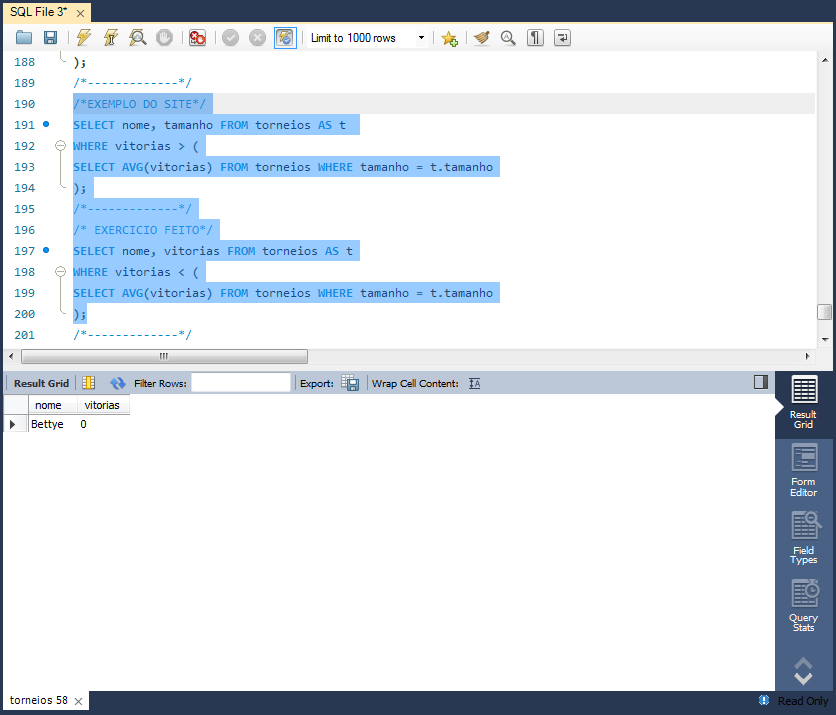 SQL File 3*
Limit to 1000 rows
188 );
189 /*-------------*/
190 /*EXEMPLO DO SITE*/
191 SELECT nome, tamanho FROM torneios AS t
192 WHERE vitorias > (
193 SELECT AVG(vitorias) FROM torneios WHERE tamanho = t.tamanho
194 );
195 /*-------------*/
196 /* EXERCICIO FEITO*/
197 SELECT nome, vitorias FROM torneios AS t
198 WHERE vitorias < (
199 SELECT AVG(vitorias) FROM torneios WHERE tamanho = t.tamanho
200 );
201 /*-------------*/
Result Grid Filter Rows: Export: Wrap Cell Content:
nome vitorias
Bettye 0
Result
Grid
Form
Editor
Field
Types
Query
Stats
torneios 58
Read Only